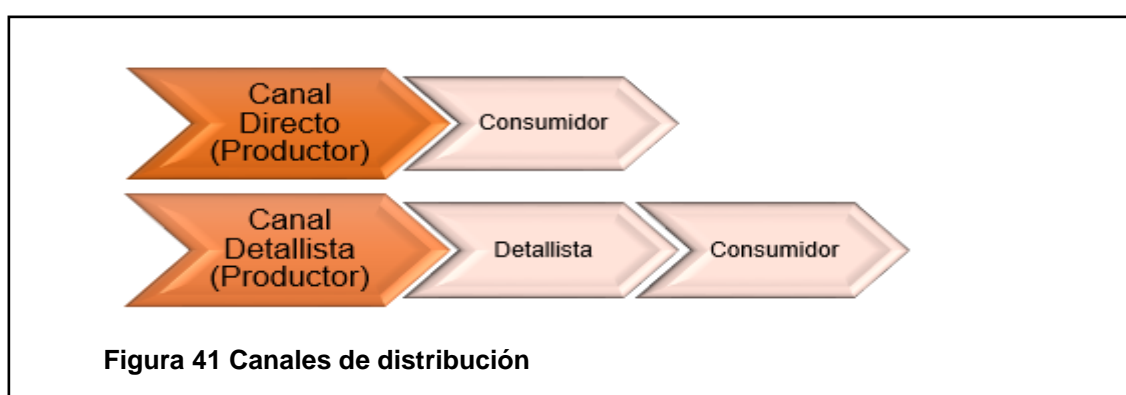 Canal
Directo
(Productor)
Consumidor
Canal
Detallista
(Productor)
Detallista
Consumidor
Figura 41 Canales de distribución